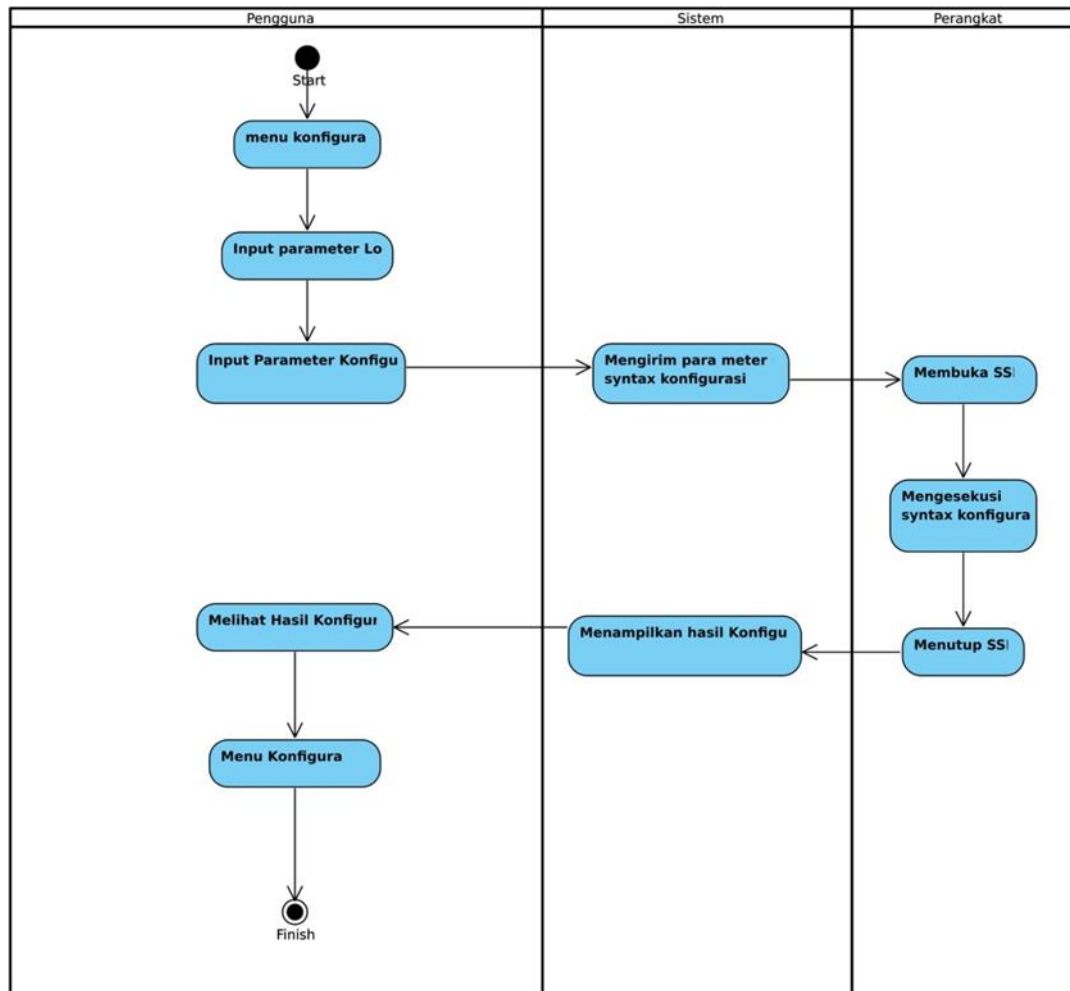 Pengguna
Sistem
Perangkat
Start
menu konfigura
Input parameter Lo
Input Parameter Konfigu
Mengirim para meter
syntax konfigurasi
Membuka SS
Mengesekusi
syntax konfigura
Menutup SS
Menampilkan hasil Konfigu
Melihat Hasil Konfigur
Menu Konfigura
Finish